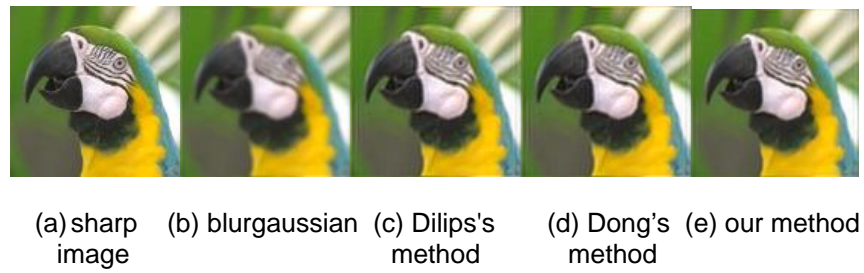 (a) sharp image
(b) blurgaussian
(c) Dilips's method
(d) Dong's method
(e) our method